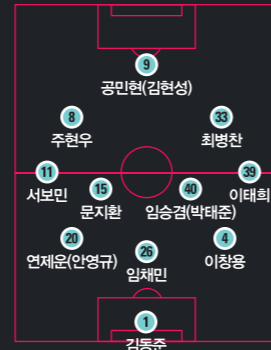 9
공민현(김현성)
8
33
주현우
최병찬
11
39
서보민
15
40
이태희
문지환
임승겸(박태준)
20
26
4
연제운(안영규)
임채민
이창용
1
김동준